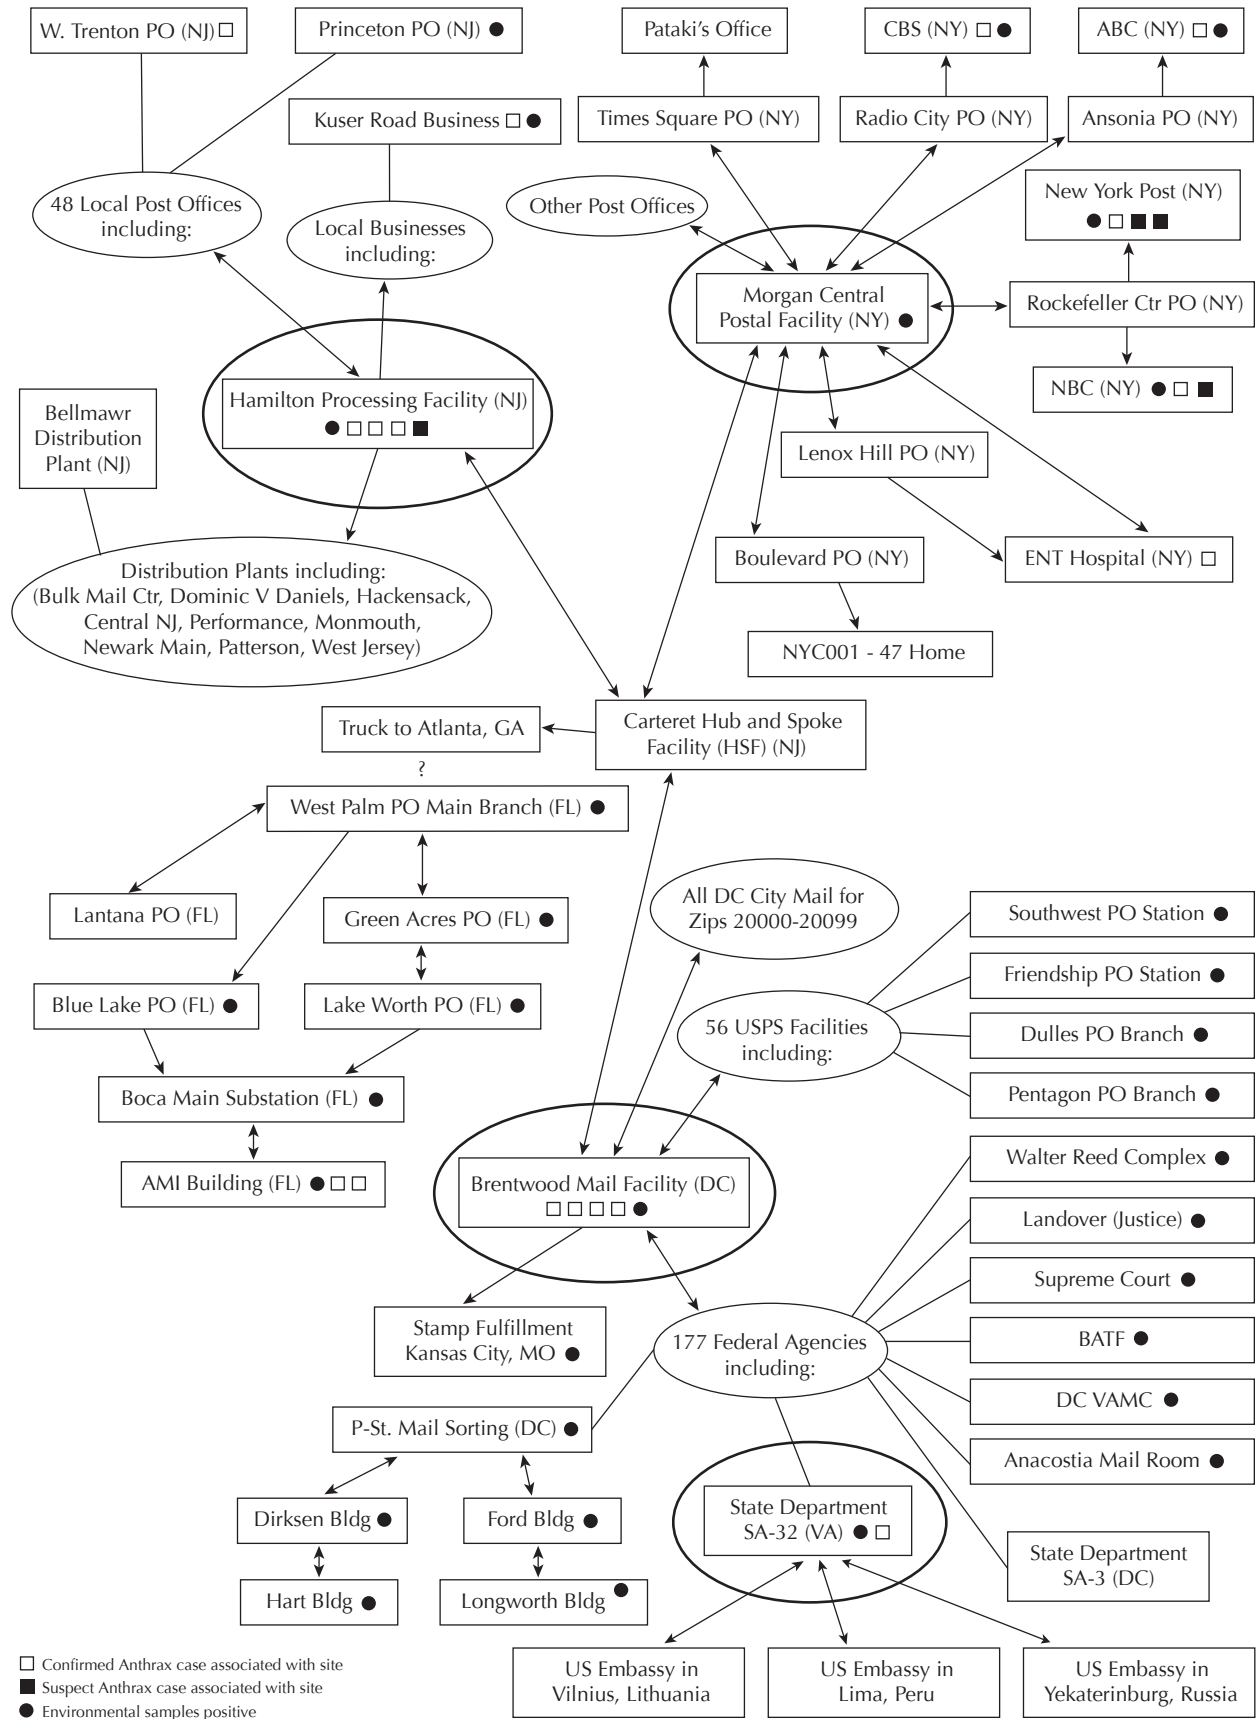 W. Trenton PO (NJ)
Princeton PO (NJ)
Pataki's Office
CBS (NY)
ABC (NY)
Kuser Road Business
Times Square PO (NY)
Radio City PO (NY)
Ansonia PO (NY)
48 Local Post Offices
including:
Local Businesses
including:
Other Post Offices
New York Post (NY)
Morgan Central
Postal Facility (NY)
Rockefeller Ctr PO (NY)
NBC (NY)
Hamilton Processing Facility (NJ)
Bellmawr
Distribution
Plant (NJ)
Lenox Hill PO (NY)
Boulevard PO (NY)
ENT Hospital (NY)
Distribution Plants including:
(Bulk Mail Ctr, Dominic V Daniels, Hackensack,
Central NJ, Performance, Monmouth,
Newark Main, Patterson, West Jersey)
NYC001 - 47 Home
Truck to Atlanta, GA
Carteret Hub and Spoke
Facility (HSF) (NJ)
?
West Palm PO Main Branch (FL)
Lantana PO (FL)
Green Acres PO (FL)
Blue Lake PO (FL)
Lake Worth PO (FL)
Boca Main Substation (FL)
AMI Building (FL)
All DC City Mail for
Zips 20000-20099
56 USPS Facilities
including:
Southwest PO Station
Friendship PO Station
Dulles PO Branch
Pentagon PO Branch
Brentwood Mail Facility (DC)
Walter Reed Complex
Landover (Justice)
Supreme Court
BATF
DC VAMC
Anacostia Mail Room
Stamp Fulfillment
Kansas City, MO
177 Federal Agencies
including:
P-St. Mail Sorting (DC)
Dirksen Bldg
Ford Bldg
Hart Bldg
Longworth Bldg
State Department
SA-32 (VA)
State Department
SA-3 (DC)
US Embassy in
Vilnius, Lithuania
US Embassy in
Lima, Peru
US Embassy in
Yekaterinburg, Russia
Confirmed Anthrax case associated with site
Suspect Anthrax case associated with site
Environmental samples positive